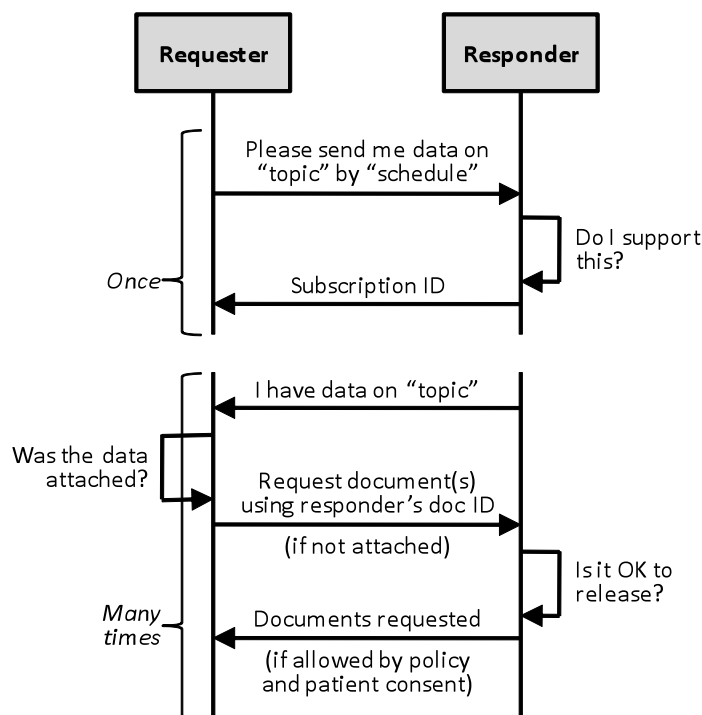 Requester
Responder
Please send me data on
“topic” by “schedule”
Do I support
this?
Once
Subscription ID
I have data on “topic”
Was the data
attached?
Request document(s)
using responder’s doc ID
(if not attached)
Is it OK to
release?
Many
times
Documents requested
(if allowed by policy
and patient consent)